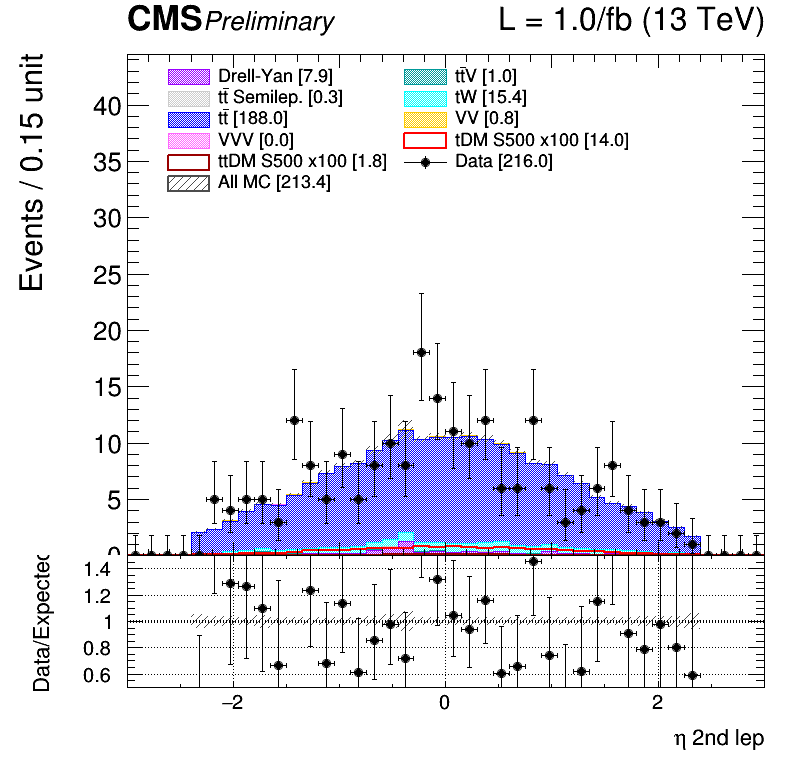 CMS Preliminary L = 1.0/fb (13 TeV)
Events / 0.15 unit
Drell-Yan [7.9] tt̄V [1.0]
tt̄ Semilep. [0.3] tW [15.4]
tt̄ [188.0] VV [0.8]
VVV [0.0] tDM S500 x100 [14.0]
ttDM S500 x100 [1.8] Data [216.0]
All MC [213.4]
40
35
30
25
20
15
10
5
0
Data/Expected
1.4
1.2
1
0.8
0.6
−2 0 2
η 2nd lep